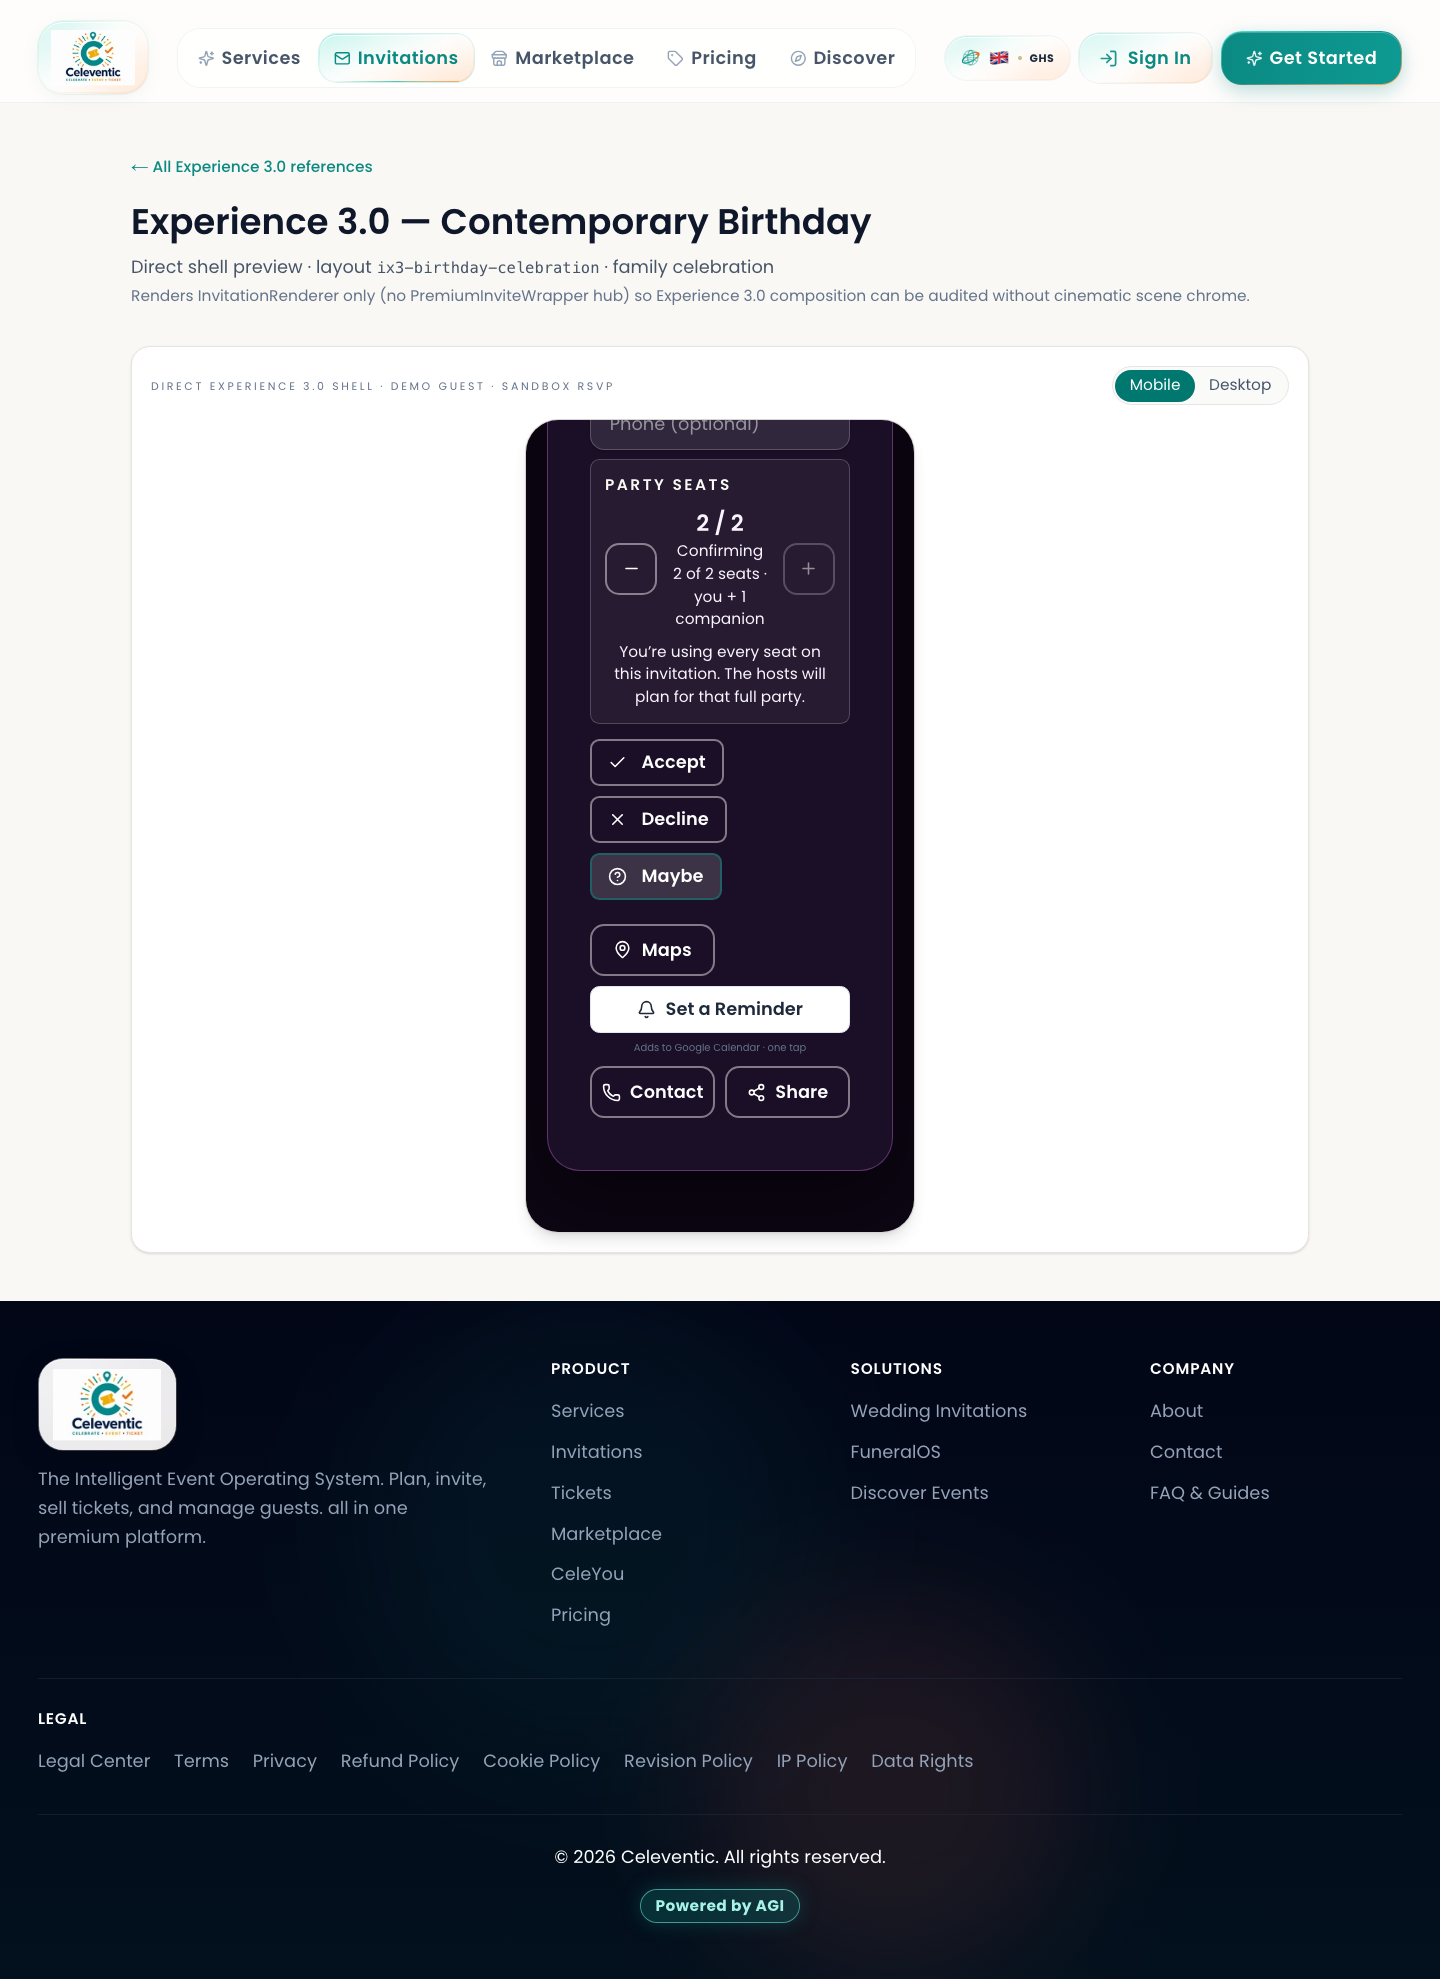 Celeventic
CELEBRATE • EVENT • TICKET
Services
Invitations
Marketplace
Pricing
Discover
GHS
Sign In
Get Started
← All Experience 3.0 references
Experience 3.0 — Contemporary Birthday
Direct shell preview · layout ix3-birthday-celebration · family celebration
Renders InvitationRenderer only (no PremiumInviteWrapper hub) so Experience 3.0 composition can be audited without cinematic scene chrome.
DIRECT EXPERIENCE 3.0 SHELL · DEMO GUEST · SANDBOX RSVP
Mobile
Desktop
Phone (optional)
PARTY SEATS
2 / 2
Confirming
2 of 2 seats ·
you + 1
companion
You’re using every seat on
this invitation. The hosts will
plan for that full party.
Accept
Decline
Maybe
Maps
Set a Reminder
Adds to Google Calendar · one tap
Contact
Share
Celeventic
CELEBRATE • EVENT • TICKET
The Intelligent Event Operating System. Plan, invite,
sell tickets, and manage guests. all in one
premium platform.
PRODUCT
Services
Invitations
Tickets
Marketplace
CeleYou
Pricing
SOLUTIONS
Wedding Invitations
FuneralOS
Discover Events
COMPANY
About
Contact
FAQ & Guides
LEGAL
Legal Center
Terms
Privacy
Refund Policy
Cookie Policy
Revision Policy
IP Policy
Data Rights
© 2026 Celeventic. All rights reserved.
Powered by AGI